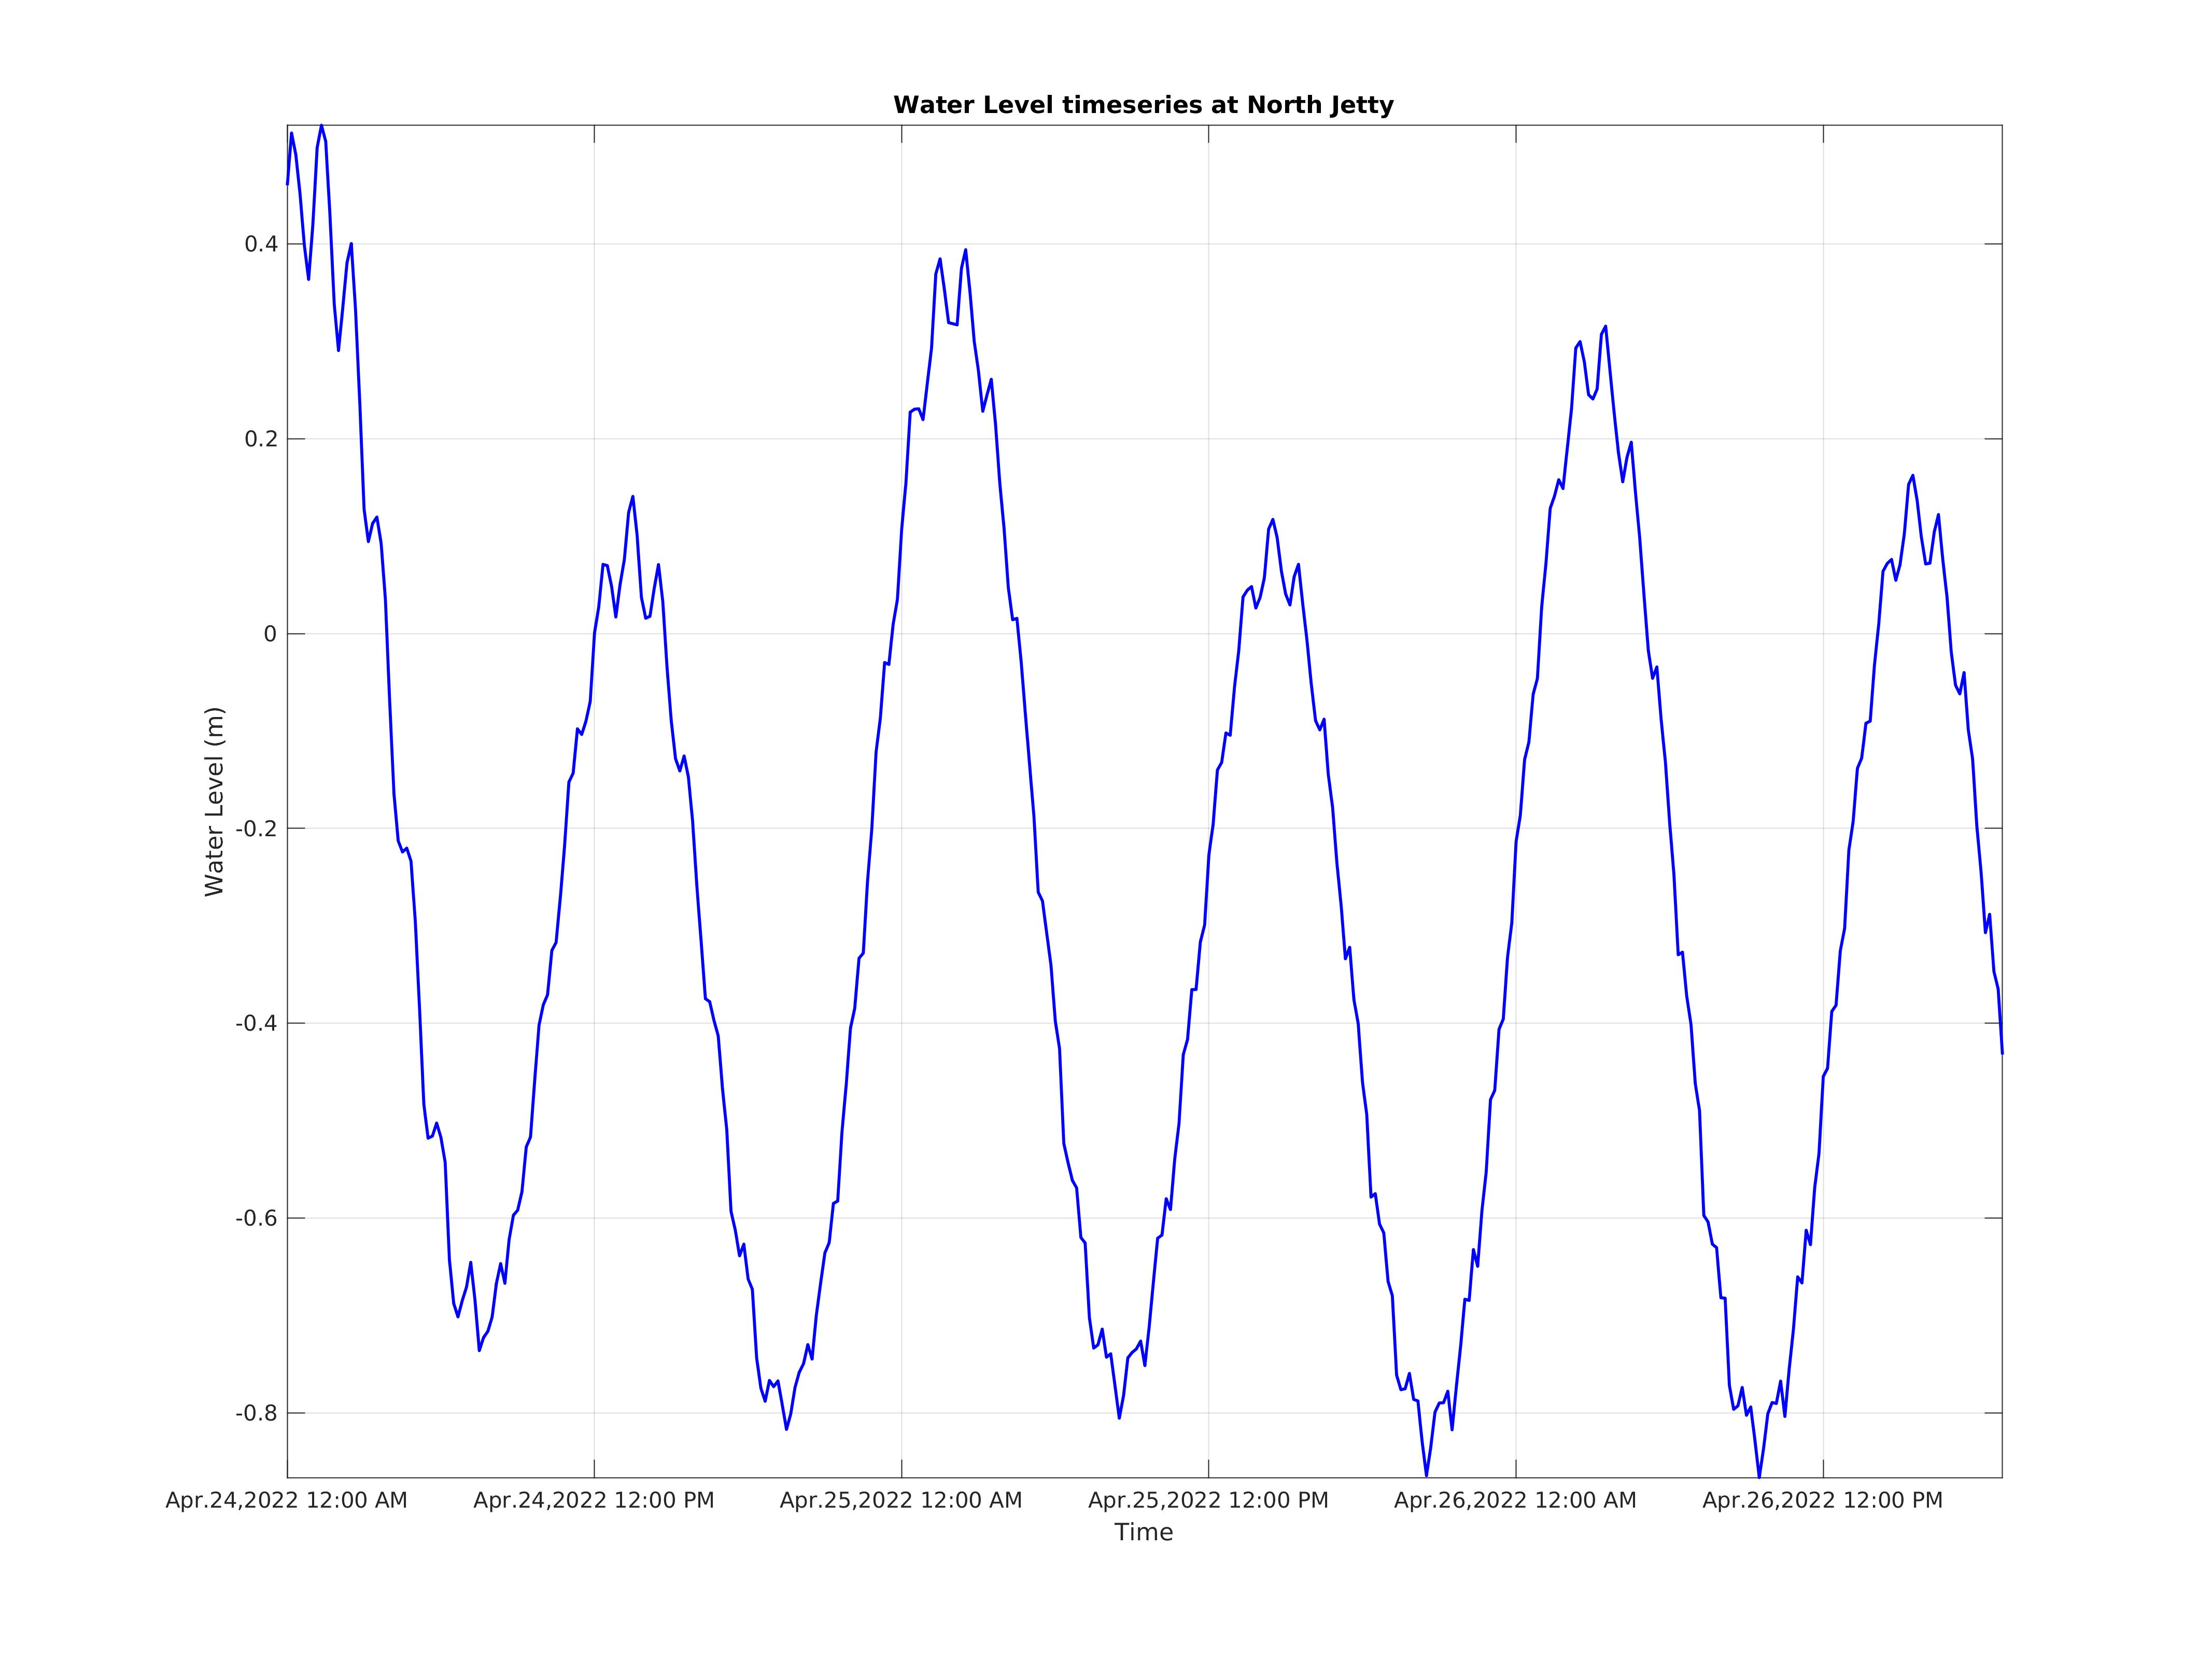 Water Level timeseries at North Jetty
0.4
0.2
0
-0.2
-0.4
-0.6
-0.8
Water Level (m)
Apr.24,2022 12:00 AM Apr.24,2022 12:00 PM Apr.25,2022 12:00 AM Apr.25,2022 12:00 PM Apr.26,2022 12:00 AM Apr.26,2022 12:00 PM
Time